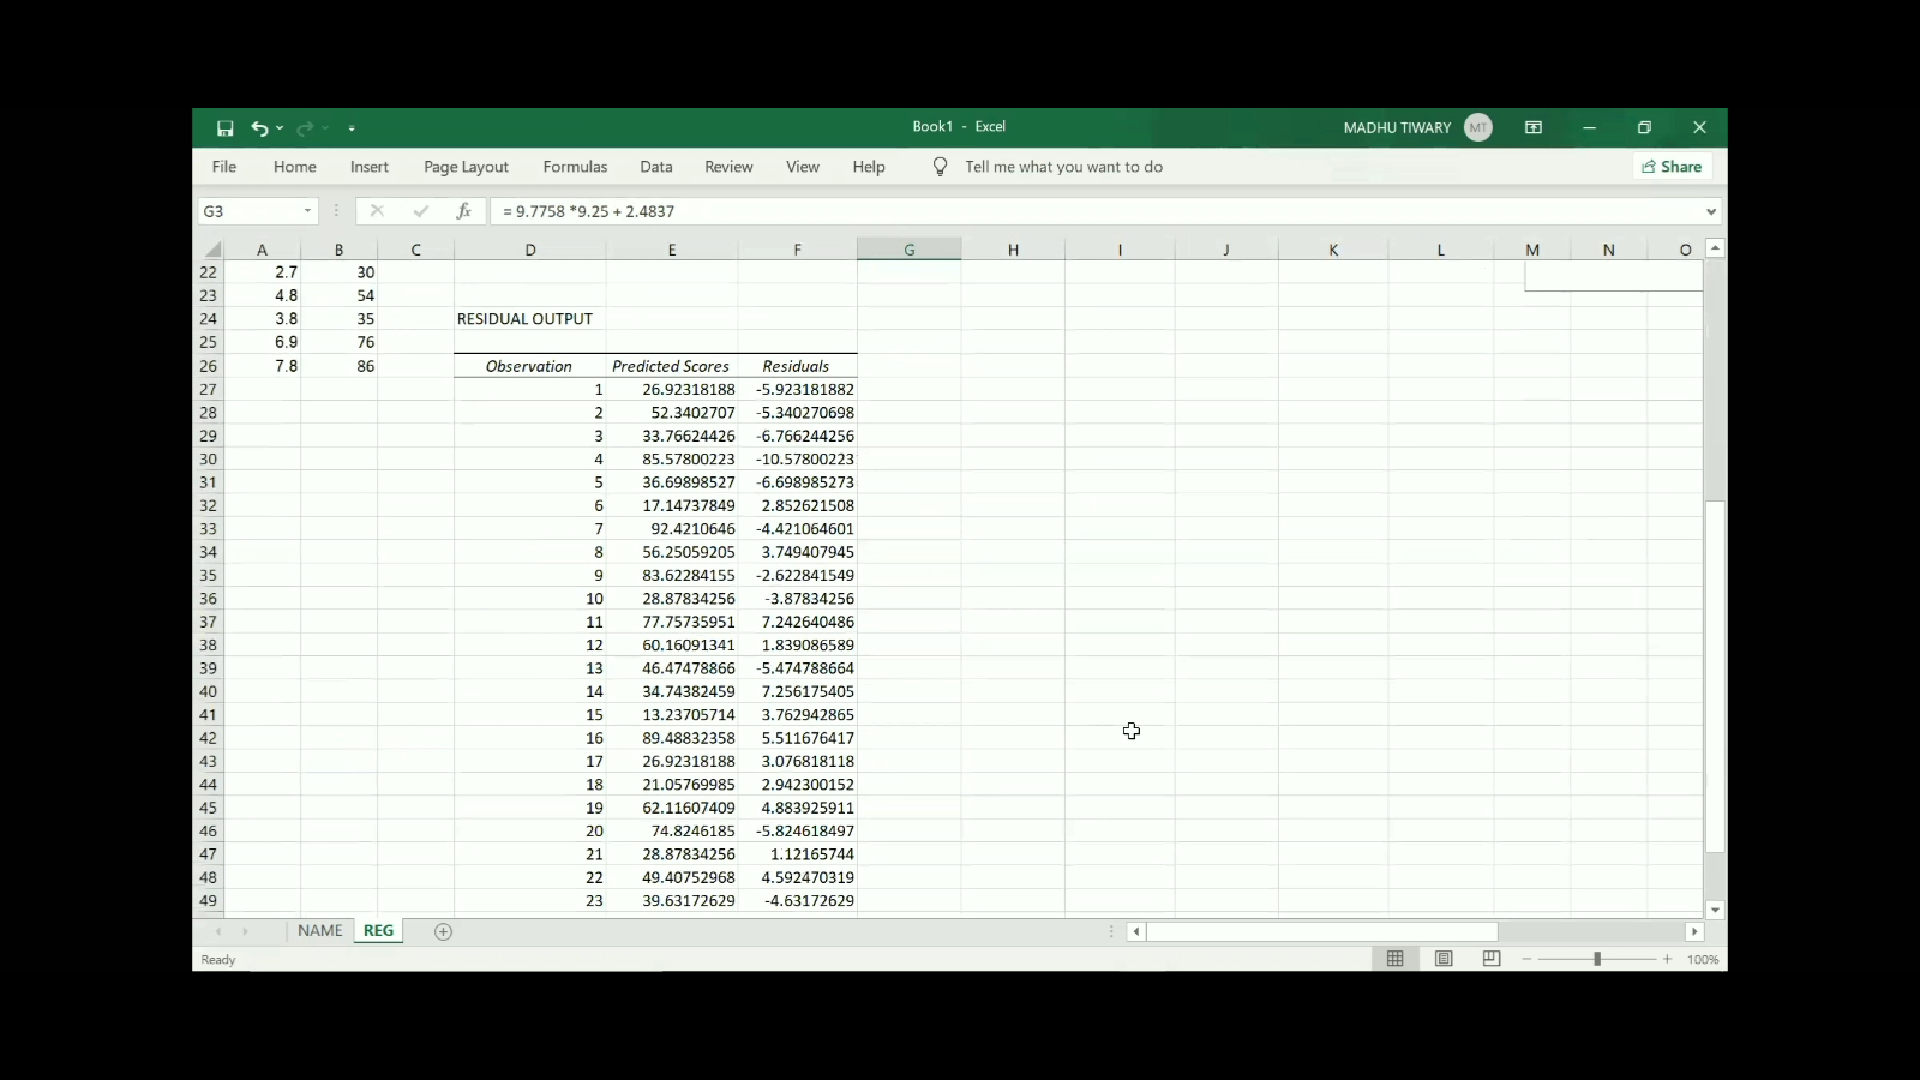 Book1 - Excel
MADHU TIWARY MT
File Home Insert Page Layout Formulas Data Review View Help Tell me what you want to do Share
G3 fx = 9.7758 *9.25 + 2.4837
A B C D E F G H I J K L M N O
22 2.7 30
23 4.8 54
24 3.8 35 RESIDUAL OUTPUT
25 6.9 76
26 7.8 86 Observation Predicted Scores Residuals
27 1 26.92318188 -5.923181882
28 2 52.3402707 -5.340270698
29 3 33.76624426 -6.766244256
30 4 85.57800223 -10.57800223
31 5 36.69898527 -6.698985273
32 6 17.14737849 2.852621508
33 7 92.4210646 -4.421064601
34 8 56.25059205 3.749407945
35 9 83.62284155 -2.622841549
36 10 28.87834256 -3.87834256
37 11 77.75735951 7.242640486
38 12 60.16091341 1.839086589
39 13 46.47478866 -5.474788664
40 14 34.74382459 7.256175405
41 15 13.23705714 3.762942865
42 16 89.48832358 5.511676417
43 17 26.92318188 3.076818118
44 18 21.05769985 2.942300152
45 19 62.11607409 4.883925911
46 20 74.8246185 -5.824618497
47 21 28.87834256 1.12165744
48 22 49.40752968 4.592470319
49 23 39.63172629 -4.63172629
NAME REG
Ready 100%